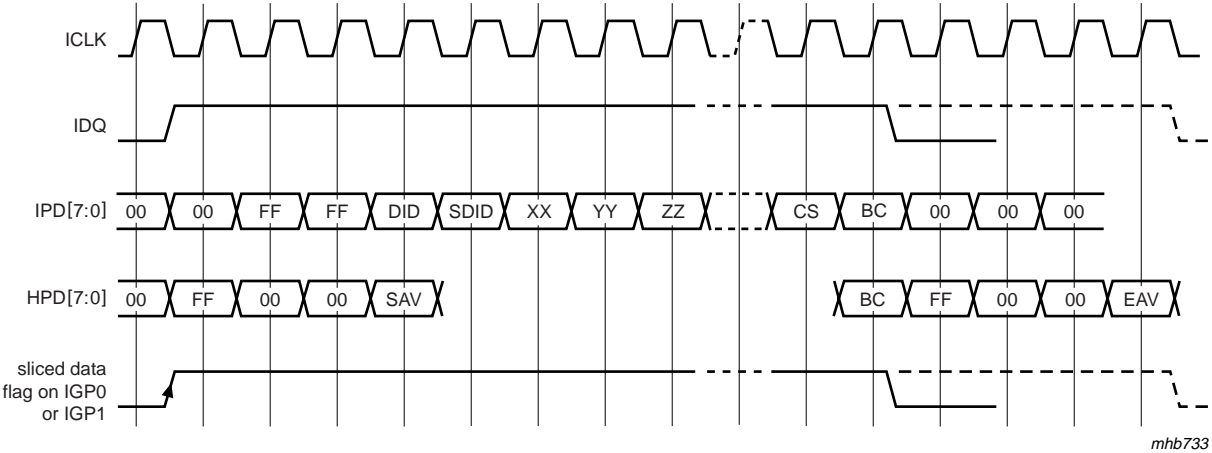 ICLK
IDQ
IPD[7:0] 00 00 FF FF DID SDID XX YY ZZ CS BC 00 00 00
HPD[7:0] 00 FF 00 00 SAV BC FF 00 00 EAV
sliced data
flag on IGP0
or IGP1
mhb733